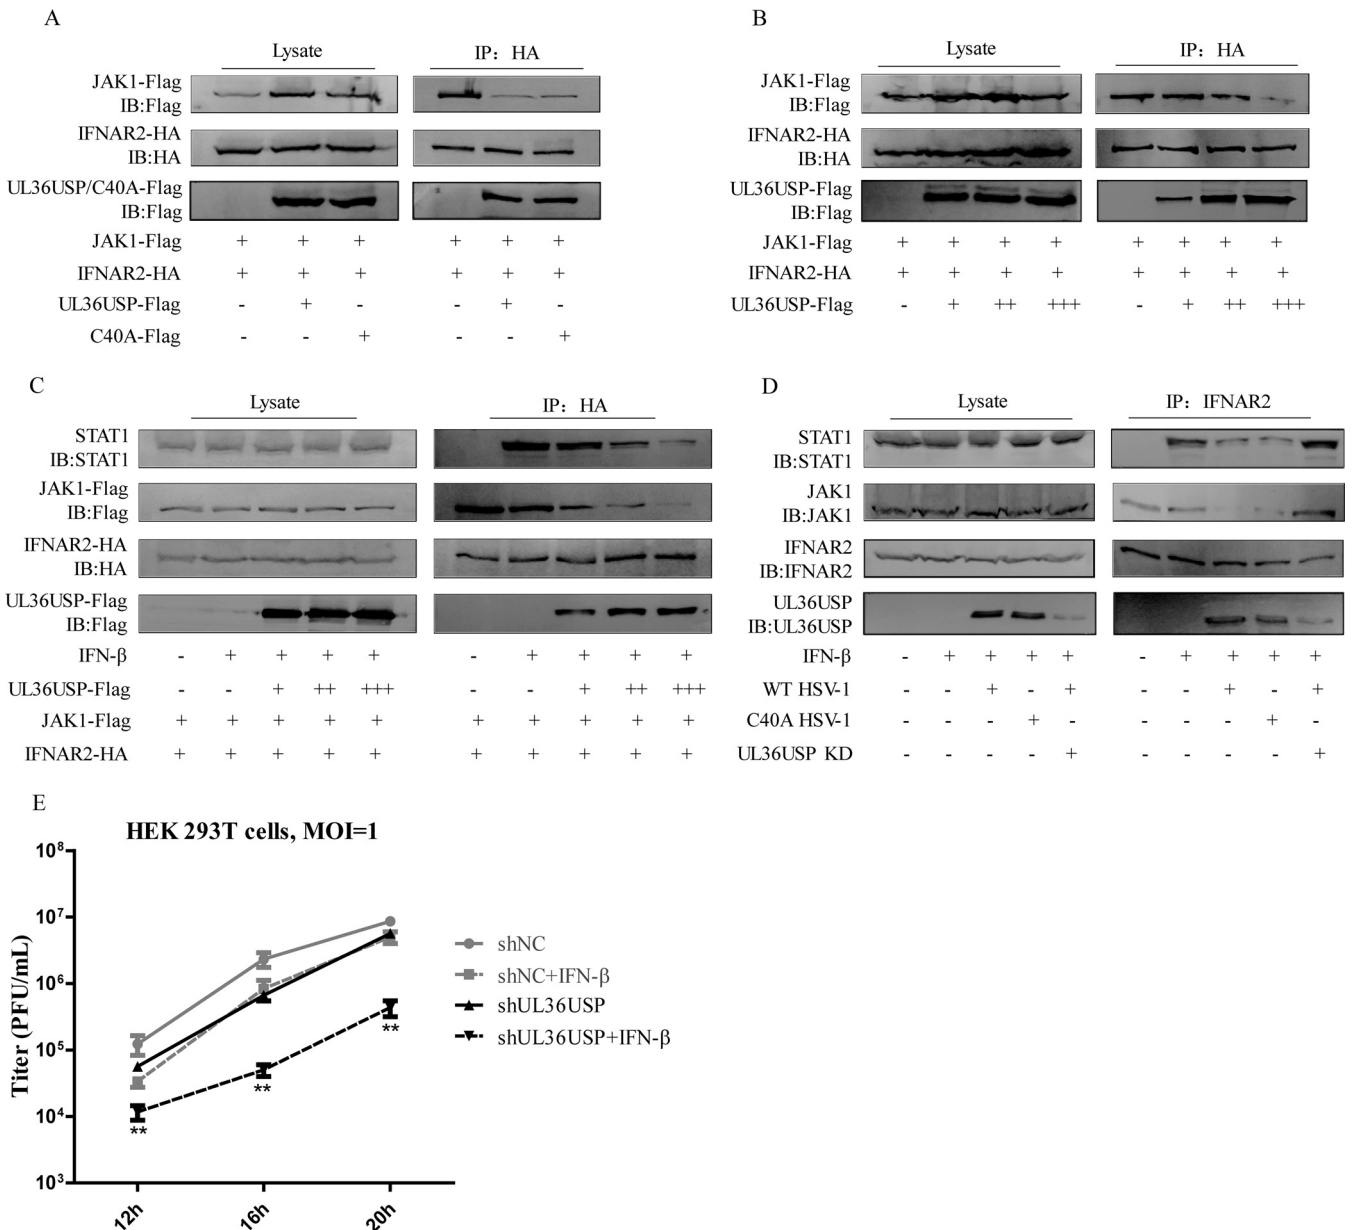 A
Lysate
IP: HA
JAK1-Flag
IB:Flag
IFNAR2-HA
IB:HA
UL36USP/C40A-Flag
IB:Flag
JAK1-Flag + + + + + +
IFNAR2-HA + + + + + +
UL36USP-Flag - + - - + -
C40A-Flag - - + - - +
B
Lysate
IP: HA
JAK1-Flag
IB:Flag
IFNAR2-HA
IB:HA
UL36USP-Flag
IB:Flag
JAK1-Flag + + + + + + + +
IFNAR2-HA + + + + + + + +
UL36USP-Flag - + ++ +++ - + ++ +++
C
Lysate
IP: HA
STAT1
IB:STAT1
JAK1-Flag
IB:Flag
IFNAR2-HA
IB:HA
UL36USP-Flag
IB:Flag
IFN-β - + + + + - + + + +
UL36USP-Flag - - + ++ +++ - - + ++ +++
JAK1-Flag + + + + + + + + + +
IFNAR2-HA + + + + + + + + + +
D
Lysate
IP: IFNAR2
STAT1
IB:STAT1
JAK1
IB:JAK1
IFNAR2
IB:IFNAR2
UL36USP
IB:UL36USP
IFN-β - + + + + - + + + +
WT HSV-1 - - + - + - - + - +
C40A HSV-1 - - - + - - - - + -
UL36USP KD - - - - + - - - - +
E
HEK 293T cells, MOI=1
Titer (PFU/mL)
10⁸
10⁷
10⁶
10⁵
10⁴
10³
** ** **
12h 16h 20h
shNC
shNC+IFN-β
shUL36USP
shUL36USP+IFN-β